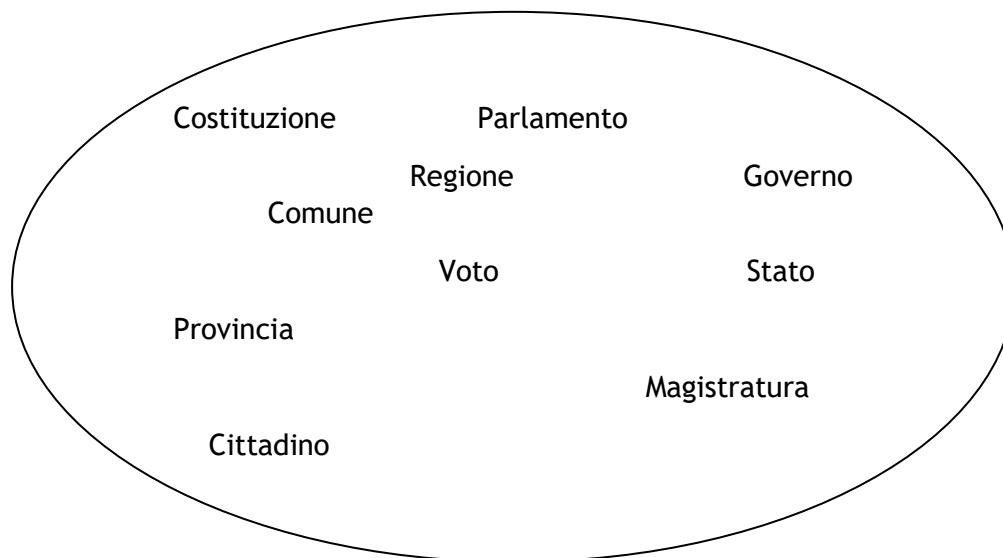 Costituzione Parlamento
Regione Governo
Comune
Voto Stato
Provincia
Magistratura
Cittadino